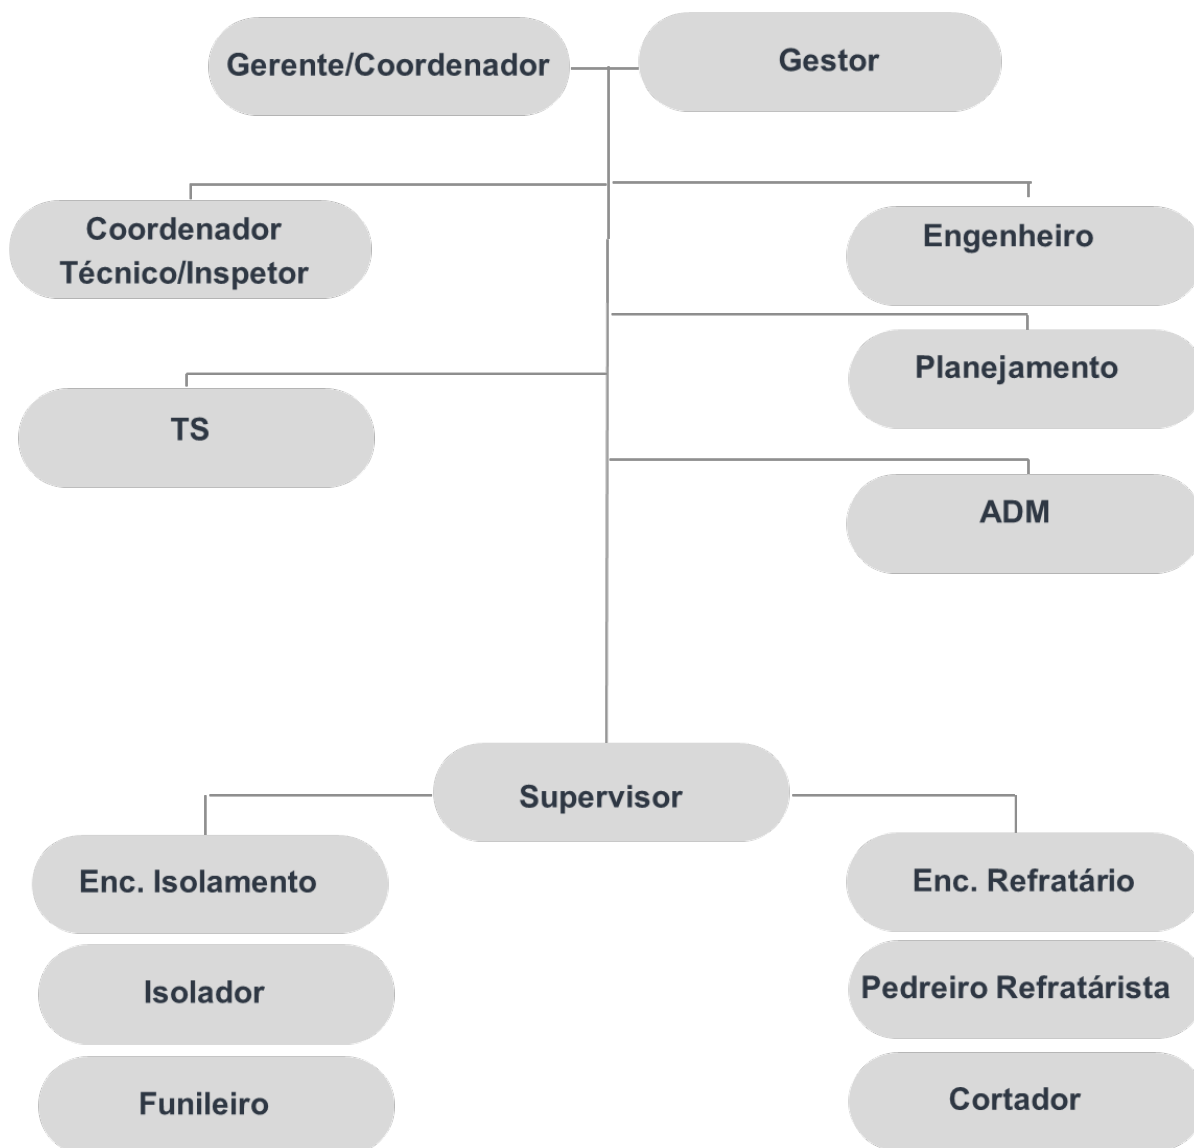 Gerente/Coordenador
Gestor
Coordenador
Técnico/Inspetor
Engenheiro
Planejamento
TS
ADM
Supervisor
Enc. Isolamento
Enc. Refratário
Isolador
Pedreiro Refratárista
Funileiro
Cortador